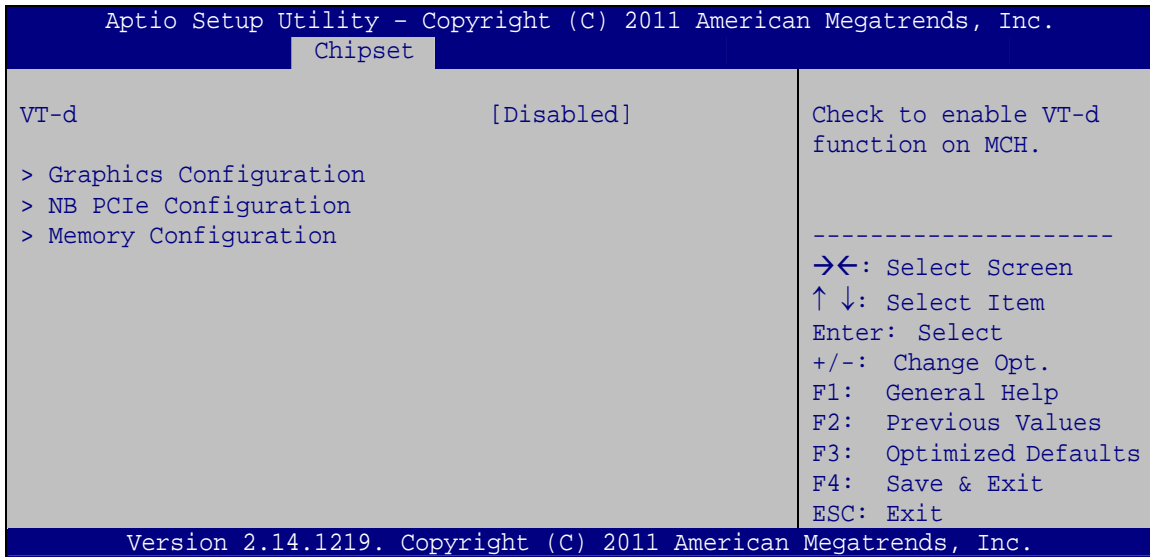 Aptio Setup Utility – Copyright (C) 2011 American Megatrends, Inc.
Chipset
VT-d [Disabled]
> Graphics Configuration
> NB PCIe Configuration
> Memory Configuration
Check to enable VT-d
function on MCH.
---------------------
→←: Select Screen
↑ ↓: Select Item
Enter: Select
+/-: Change Opt.
F1: General Help
F2: Previous Values
F3: Optimized Defaults
F4: Save & Exit
ESC: Exit
Version 2.14.1219. Copyright (C) 2011 American Megatrends, Inc.